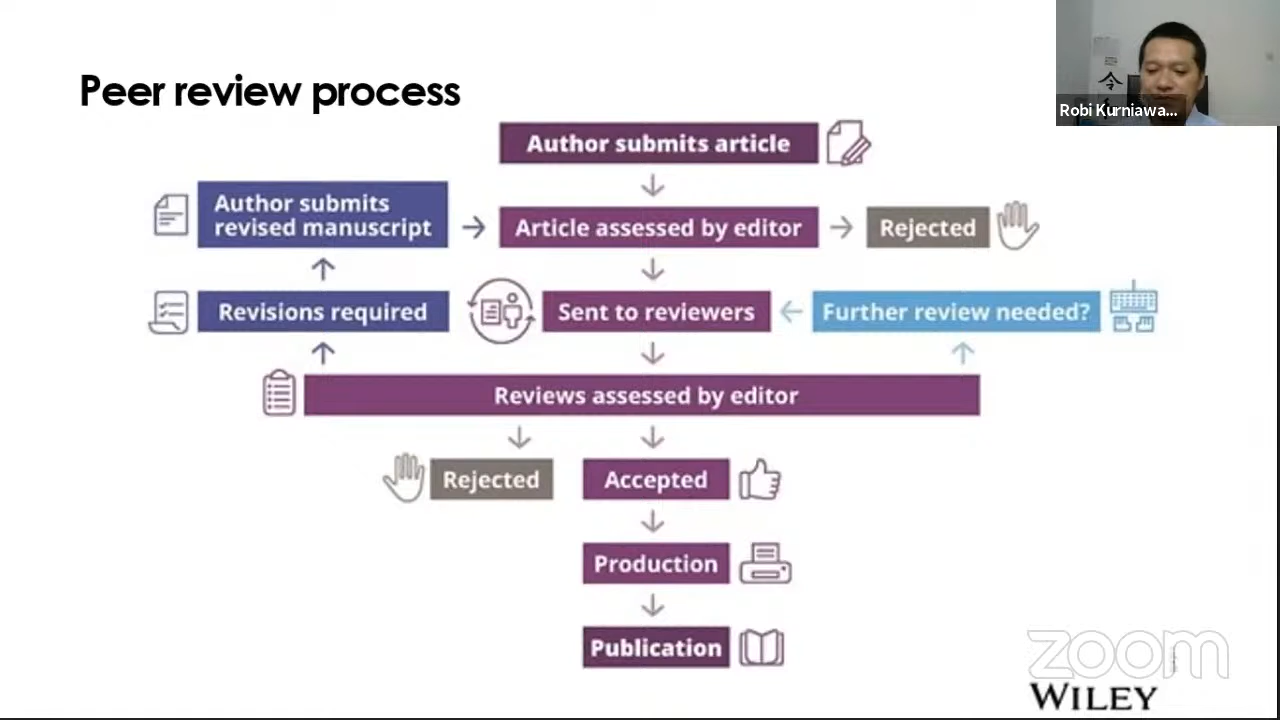 Peer review process
Robi Kurniawa...
令
Author submits article
Author submits
revised manuscript
Article assessed by editor
Rejected
Revisions required
Sent to reviewers
Further review needed?
Reviews assessed by editor
Rejected
Accepted
Production
Publication
zoom
WILEY